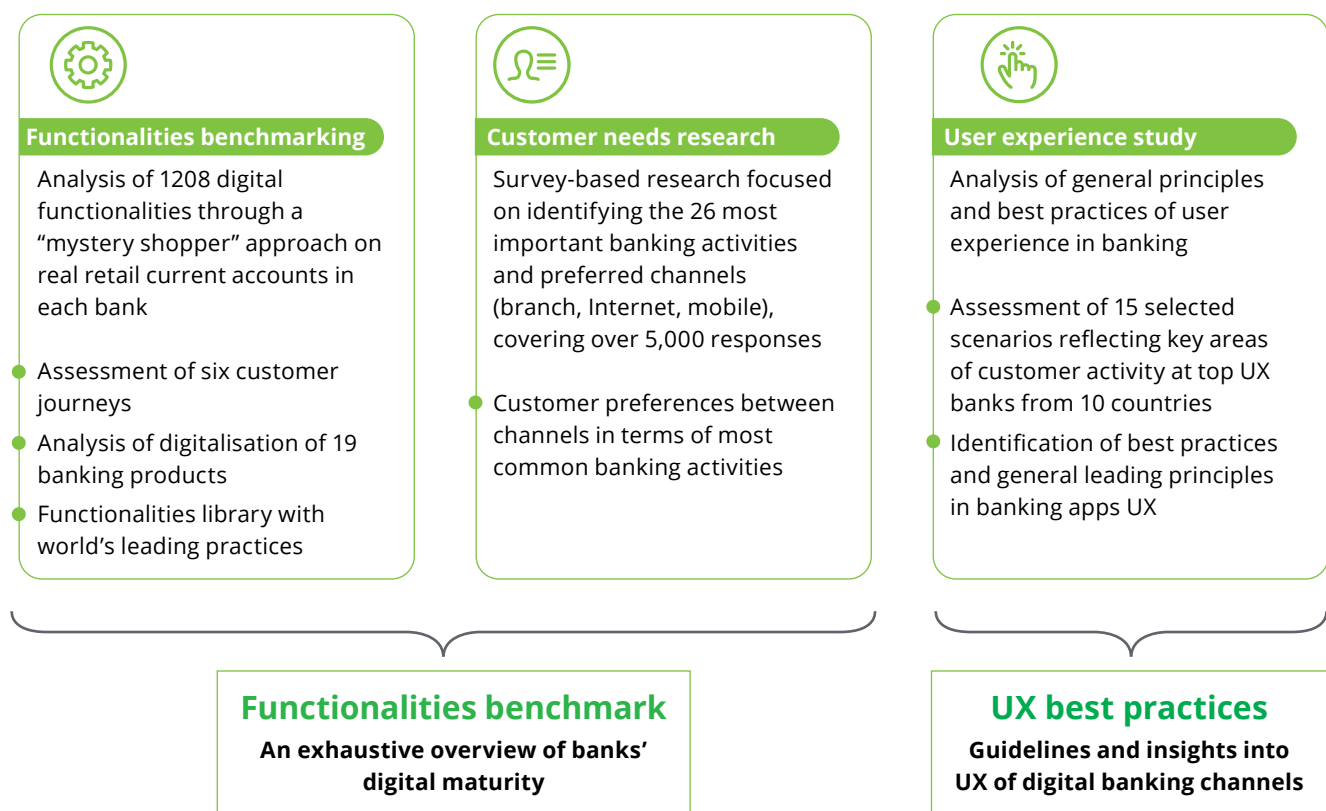 Functionalities benchmarking
Analysis of 1208 digital
functionalities through a
“mystery shopper” approach on
real retail current accounts in
each bank
Assessment of six customer
journeys
Analysis of digitalisation of 19
banking products
Functionalities library with
world’s leading practices
Customer needs research
Survey-based research focused
on identifying the 26 most
important banking activities
and preferred channels
(branch, Internet, mobile),
covering over 5,000 responses
Customer preferences between
channels in terms of most
common banking activities
User experience study
Analysis of general principles
and best practices of user
experience in banking
Assessment of 15 selected
scenarios reflecting key areas
of customer activity at top UX
banks from 10 countries
Identification of best practices
and general leading principles
in banking apps UX
Functionalities benchmark
An exhaustive overview of banks’
digital maturity
UX best practices
Guidelines and insights into
UX of digital banking channels